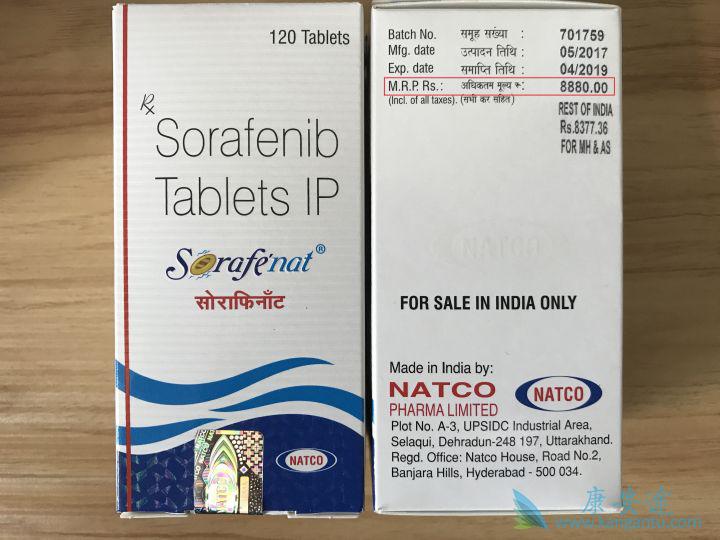 120 Tablets
Rx
Sorafenib
Tablets IP
Sorafenat®
सोराफिनाँट
NATCO
NATCO
Batch No. समूह संख्या : 701759
Mfg. date उत्पादन तिथि : 05/2017
Exp. date समाप्ति तिथि : 04/2019
M.R.P. Rs.: अधिकतम मूल्य रू: 8880.00
(Incl. of all taxes). (सभी कर सहित)
REST OF INDIA
Rs.8377.36
FOR MH & AS
FOR SALE IN INDIA ONLY
Made in India by:
NATCO
PHARMA LIMITED
NATCO
Plot No. A-3, UPSIDC Industrial Area,
Selaqui, Dehradun-248 197, Uttarakhand.
Regd. Office: Natco House, Road No.2,
Banjara Hills, Hyderabad - 500 034.
康安途
www.kangantu.com